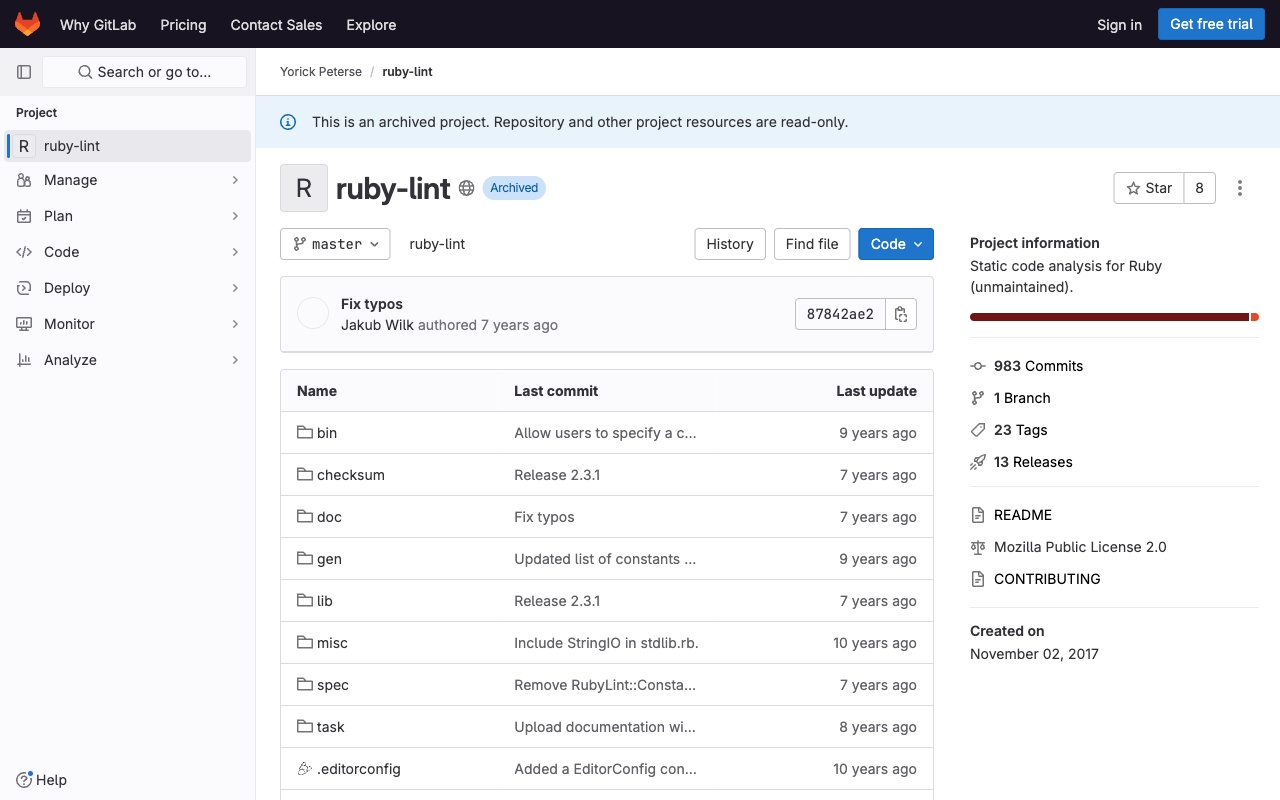 Why GitLab
Pricing
Contact Sales
Explore
Sign in
Get free trial
Search or go to...
Project
R ruby-lint
Manage
Plan
Code
Deploy
Monitor
Analyze
Help
Yorick Peterse / ruby-lint
This is an archived project. Repository and other project resources are read-only.
R ruby-lint Archived
Star 8
master ruby-lint
History
Find file
Code
Fix typos
Jakub Wilk authored 7 years ago
87842ae2
Name Last commit Last update
bin Allow users to specify a c... 9 years ago
checksum Release 2.3.1 7 years ago
doc Fix typos 7 years ago
gen Updated list of constants ... 9 years ago
lib Release 2.3.1 7 years ago
misc Include StringIO in stdlib.rb. 10 years ago
spec Remove RubyLint::Consta... 7 years ago
task Upload documentation wi... 8 years ago
.editorconfig Added a EditorConfig con... 10 years ago
Project information
Static code analysis for Ruby
(unmaintained).
983 Commits
1 Branch
23 Tags
13 Releases
README
Mozilla Public License 2.0
CONTRIBUTING
Created on
November 02, 2017